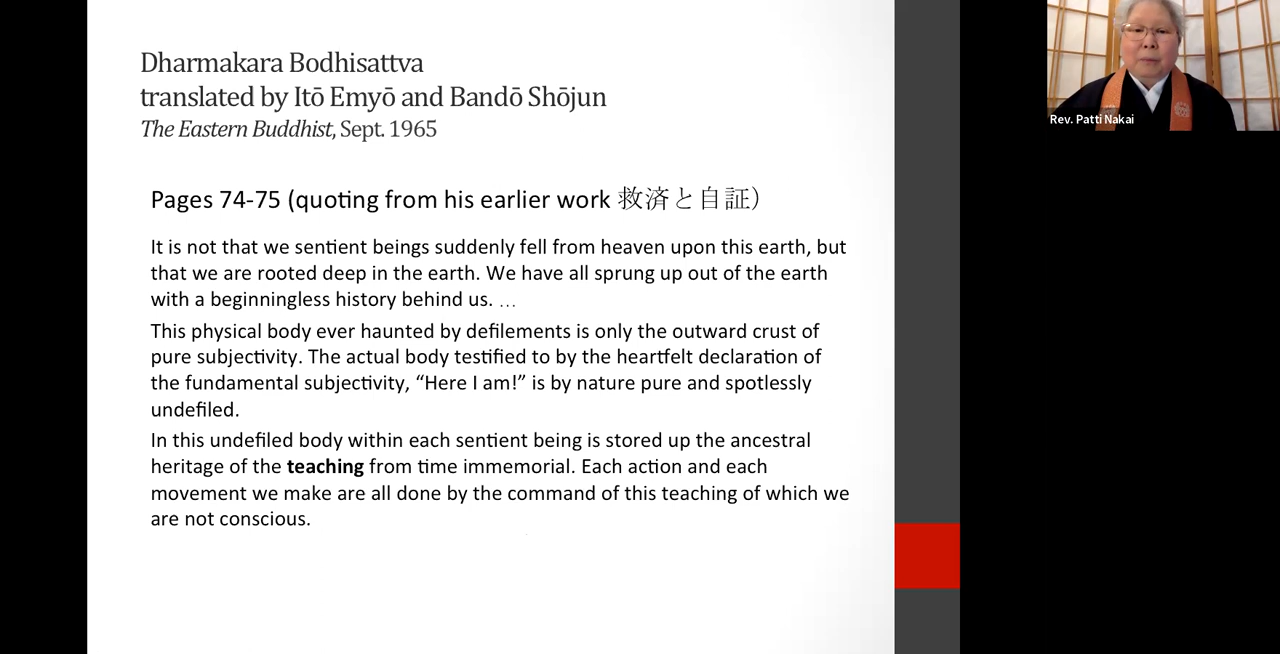 Dharmakara Bodhisattva
translated by Itō Emyō and Bandō Shōjun
The Eastern Buddhist, Sept. 1965
Pages 74-75 (quoting from his earlier work 救済と自証）
It is not that we sentient beings suddenly fell from heaven upon this earth, but
that we are rooted deep in the earth. We have all sprung up out of the earth
with a beginningless history behind us. …
This physical body ever haunted by defilements is only the outward crust of
pure subjectivity. The actual body testified to by the heartfelt declaration of
the fundamental subjectivity, “Here I am!” is by nature pure and spotlessly
undefiled.
In this undefiled body within each sentient being is stored up the ancestral
heritage of the teaching from time immemorial. Each action and each
movement we make are all done by the command of this teaching of which we
are not conscious.
Rev. Patti Nakai